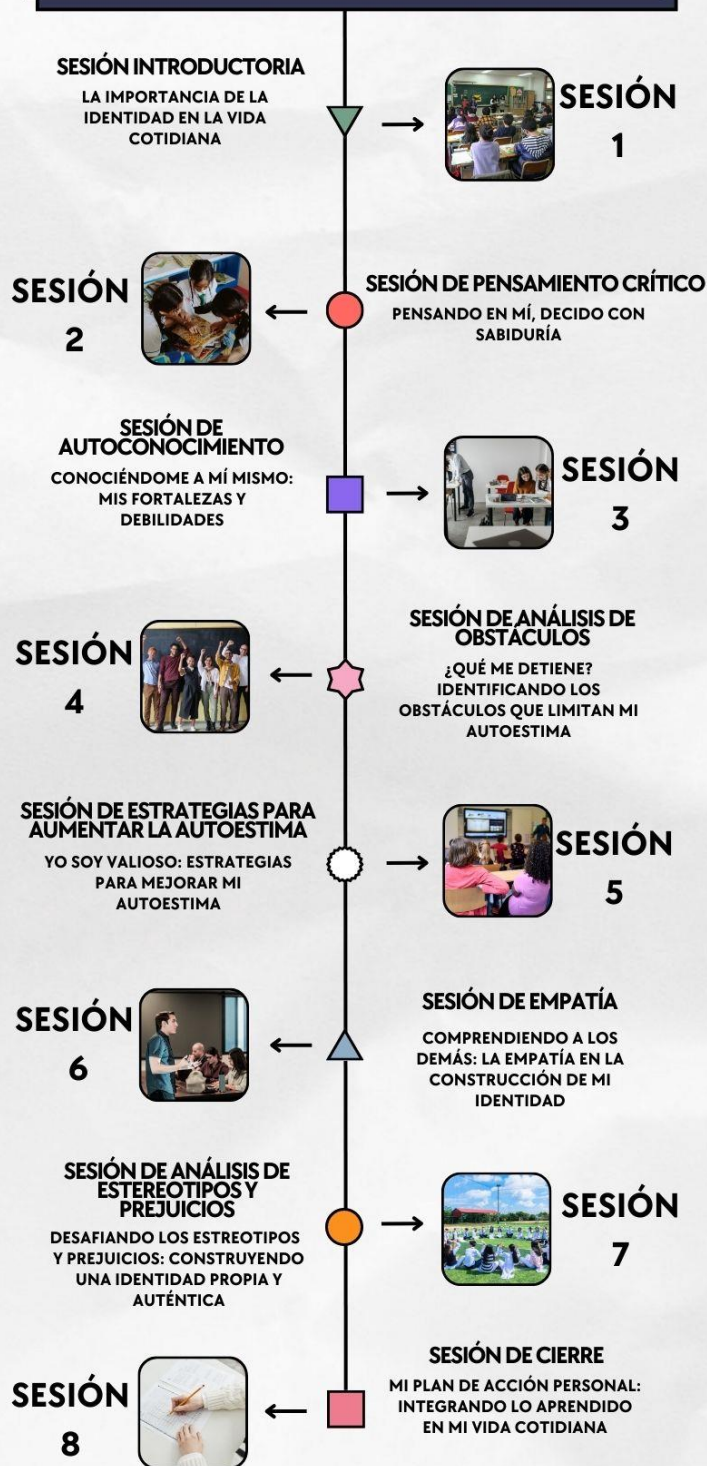 SESIÓN INTRODUCTORIA
LA IMPORTANCIA DE LA
IDENTIDAD EN LA VIDA
COTIDIANA
SESIÓN
1
SESIÓN
2
SESIÓN DE PENSAMIENTO CRÍTICO
PENSANDO EN MÍ, DECIDO CON
SABIDURÍA
SESIÓN DE
AUTOCONOCIMIENTO
CONOCIÉNDOME A MÍ MISMO:
MIS FORTALEZAS Y
DEBILIDADES
SESIÓN
3
SESIÓN
4
SESIÓN DE ANÁLISIS DE
OBSTÁCULOS
¿QUÉ ME DETIENE?
IDENTIFICANDO LOS
OBSTÁCULOS QUE LIMITAN MI
AUTOESTIMA
SESIÓN DE ESTRATEGIAS PARA
AUMENTAR LA AUTOESTIMA
YO SOY VALIOSO: ESTRATEGIAS
PARA MEJORAR MI
AUTOESTIMA
SESIÓN
5
SESIÓN
6
SESIÓN DE EMPATÍA
COMPRENDIENDO A LOS
DEMÁS: LA EMPATÍA EN LA
CONSTRUCCIÓN DE MI
IDENTIDAD
SESIÓN DE ANÁLISIS DE
ESTEREOTIPOS Y
PREJUICIOS
DESAFIANDO LOS ESTREOTIPOS
Y PREJUICIOS: CONSTRUYENDO
UNA IDENTIDAD PROPIA Y
AUTÉNTICA
SESIÓN
7
SESIÓN
8
SESIÓN DE CIERRE
MI PLAN DE ACCIÓN PERSONAL:
INTEGRANDO LO APRENDIDO
EN MI VIDA COTIDIANA